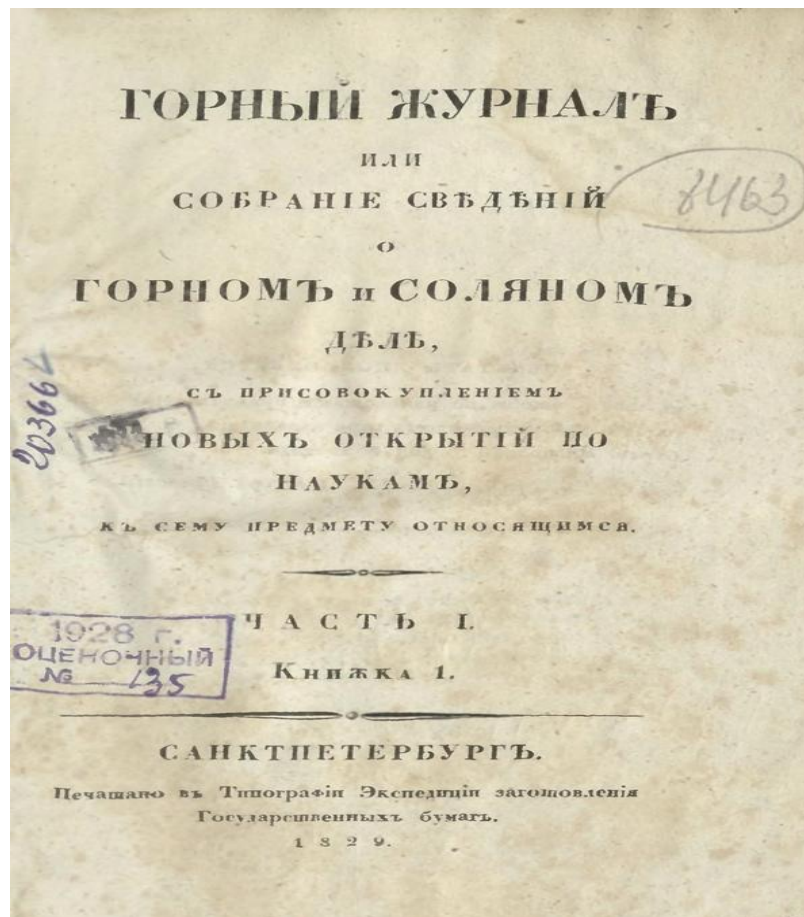 ГОРНЫЙ ЖУРНАЛЪ
ИЛИ
СОБРАНІЕ СВѢДѢНІЙ
8463
О
ГОРНОМЪ и СОЛЯНОМЪ
ДѢЛѢ,
СЪ ПРИСОВОКУПЛЕНІЕМЪ
203664
НОВЫХЪ ОТКРЫТІЙ ПО
НАУКАМЪ,
КЪ СЕМУ ПРЕДМЕТУ ОТНОСЯЩИМСЯ.
ЧАСТЬ I.
Книжка 1.
1928 г.
ОЦЕНОЧНЫЙ
№ 135
САНКТПЕТЕРБУРГЪ.
Печатано въ Типографіи Экспедиціи заготовленія
Государственныхъ бумагъ.
1829.